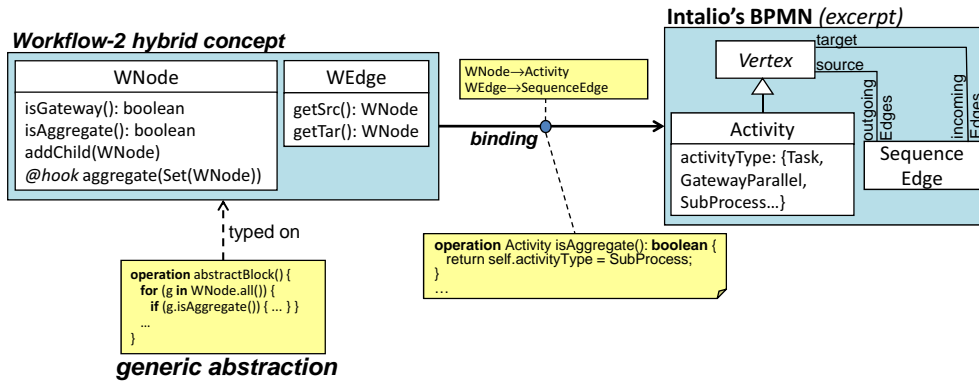 Workflow-2 hybrid concept
WNode
isGateway(): boolean
isAggregate(): boolean
addChild(WNode)
@hook aggregate(Set(WNode))
WEdge
getSrc(): WNode
getTar(): WNode
typed on
operation abstractBlock() {
for (g in WNode.all()) {
if (g.isAggregate()) { ... } }
...
}
generic abstraction
WNode→Activity
WEdge→SequenceEdge
binding
operation Activity isAggregate(): boolean {
return self.activityType = SubProcess;
}
...
Intalio's BPMN (excerpt)
Vertex
target
source
outgoing
Edges
incoming
Edges
Activity
activityType: {Task,
GatewayParallel,
SubProcess...}
Sequence
Edge